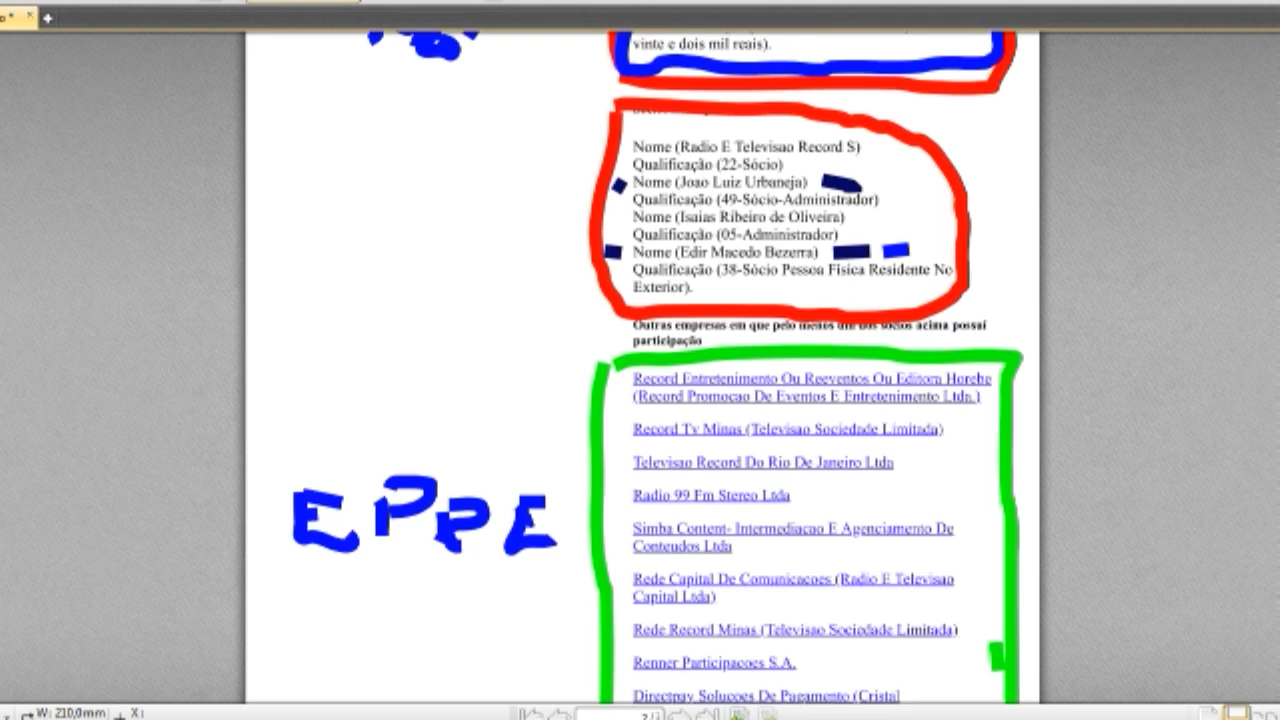 vinte e dois mil reais).
Nome (Radio E Televisao Record S)
Qualificação (22-Sócio)
Nome (Joao Luiz Urbaneja)
Qualificação (49-Sócio-Administrador)
Nome (Isaias Ribeiro de Oliveira)
Qualificação (05-Administrador)
Nome (Edir Macedo Bezerra)
Qualificação (38-Sócio Pessoa Física Residente No
Exterior).
Outras empresas em que pelo menos um dos sócios acima possui
participação
Record Entretenimento Ou Reeventos Ou Editora Horebe
(Record Promocao De Eventos E Entretenimento Ltda.)
Record Tv Minas (Televisao Sociedade Limitada)
Televisao Record Do Rio De Janeiro Ltda
Radio 99 Fm Stereo Ltda
EPPE
Simba Content- Intermediacao E Agenciamento De
Conteudos Ltda
Rede Capital De Comunicacoes (Radio E Televisao
Capital Ltda)
Rede Record Minas (Televisao Sociedade Limitada)
Renner Participacoes S.A.
Directpay Solucoes De Pagamento (Cristal
W: 210,0mm X: